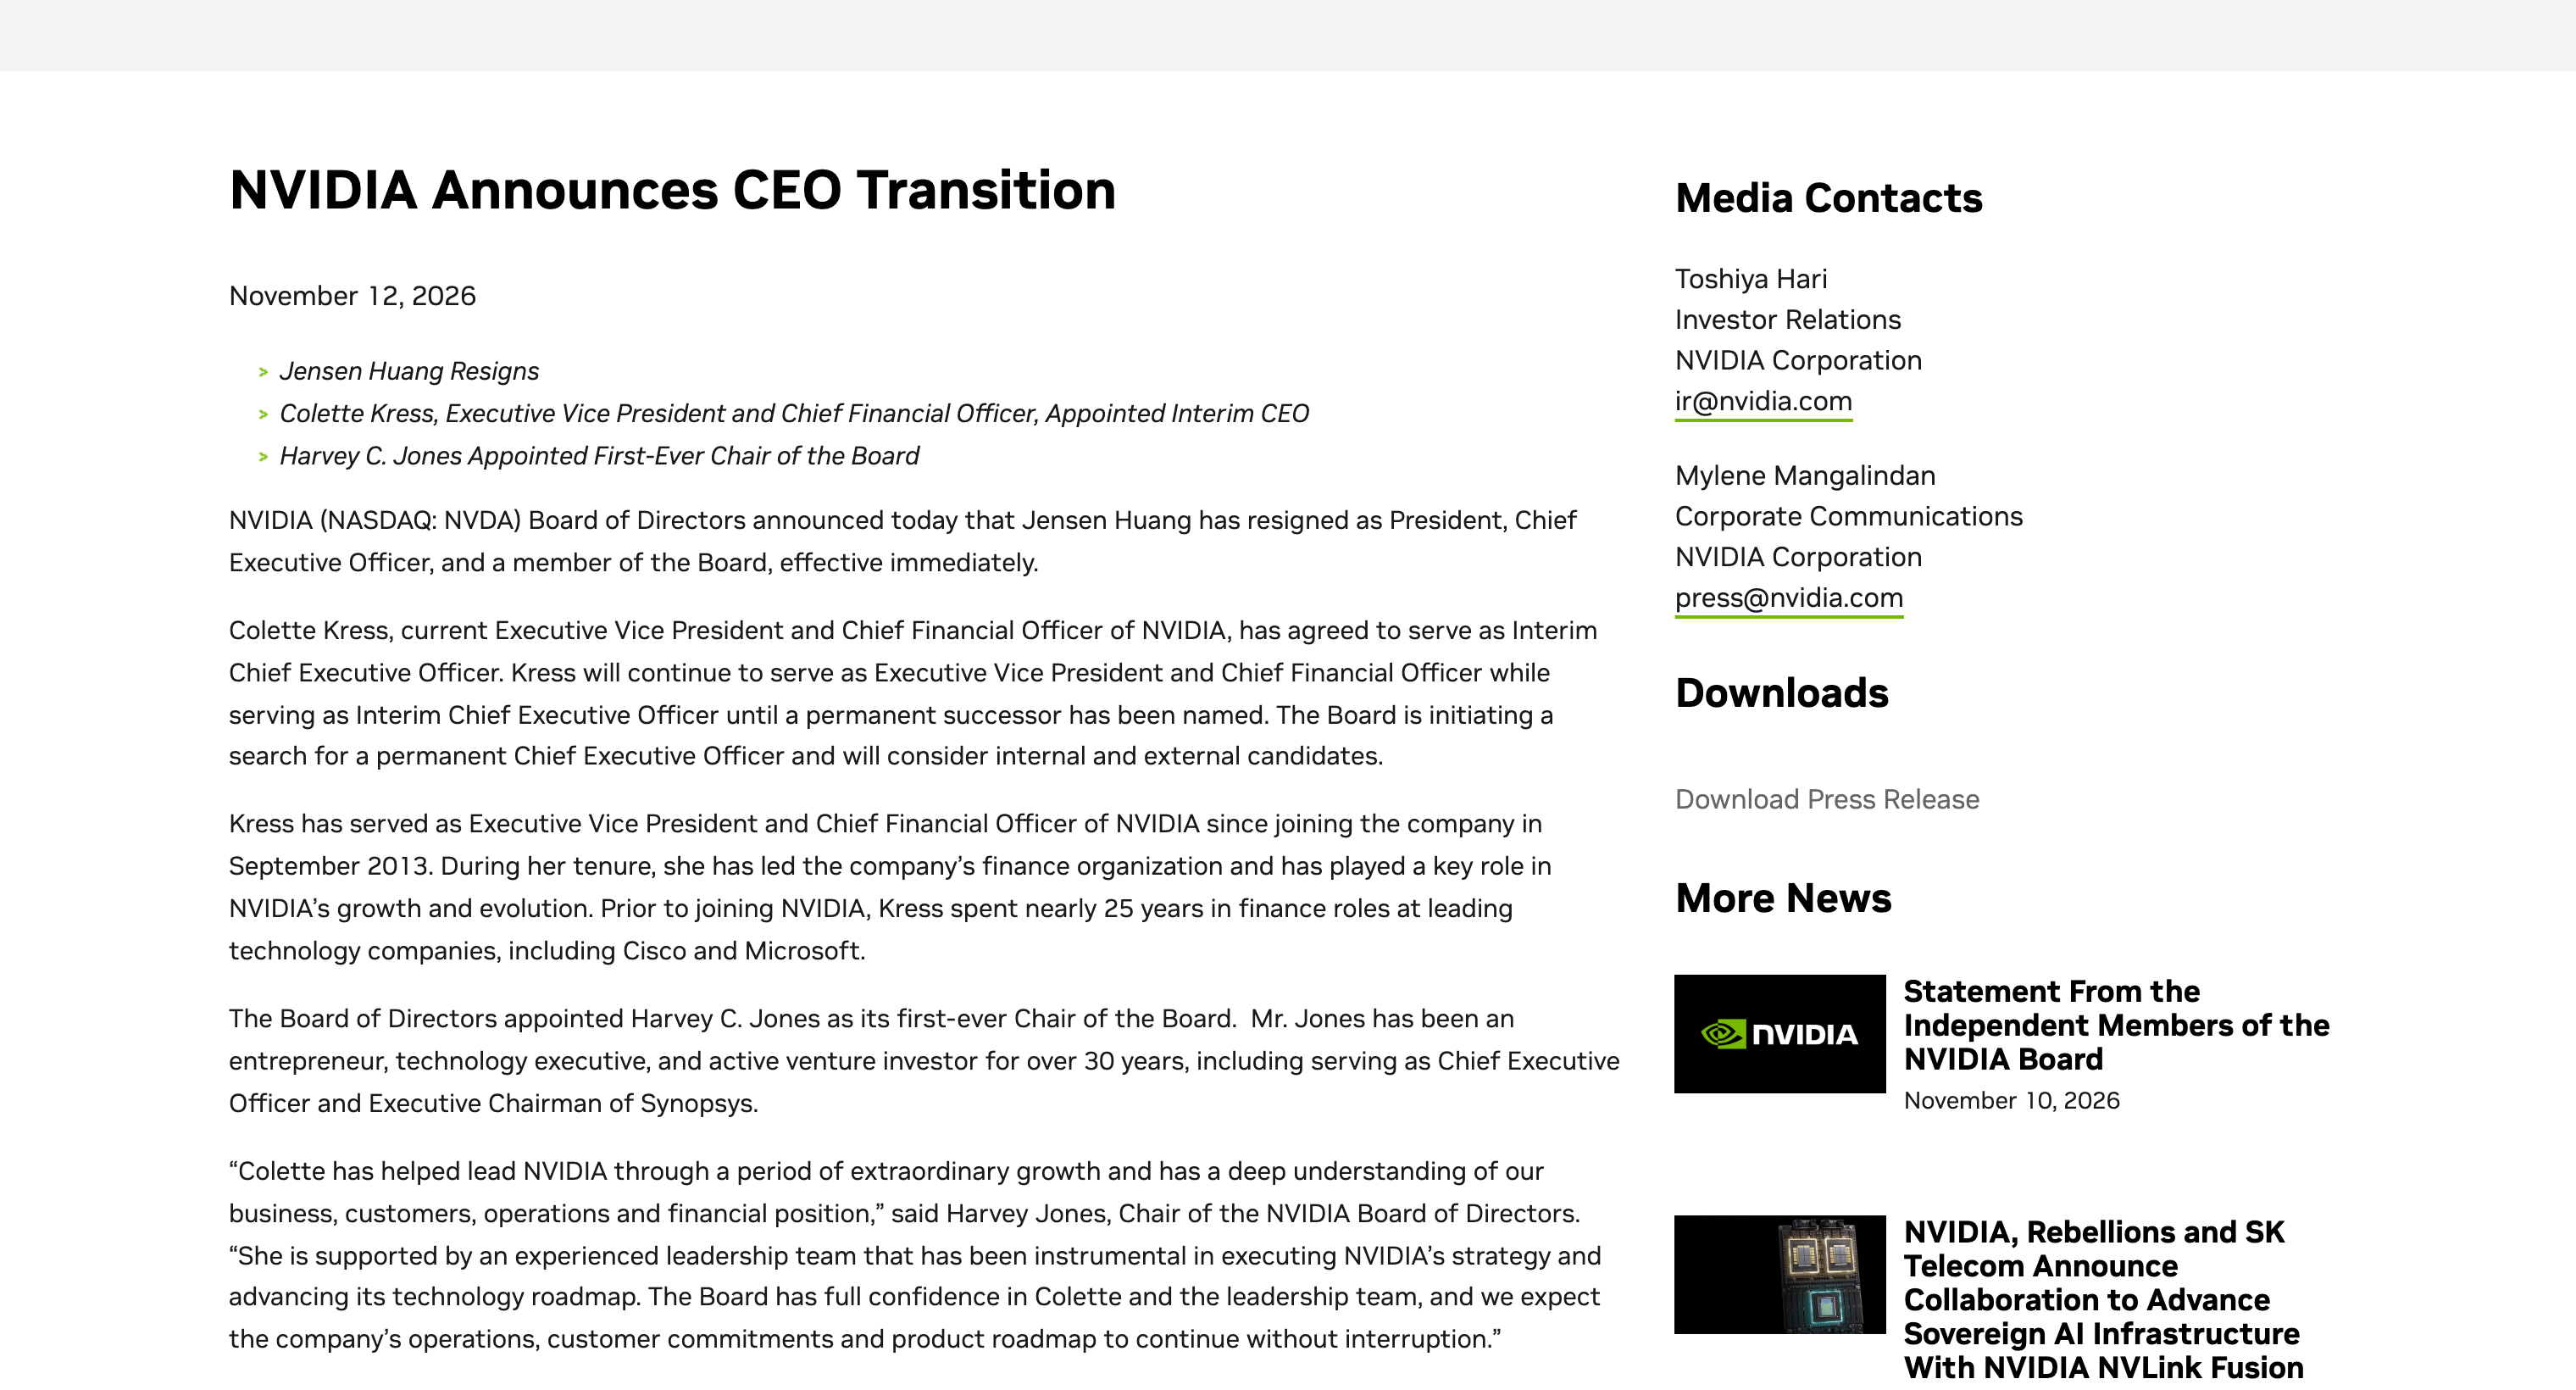 NVIDIA Announces CEO Transition
November 12, 2026
> Jensen Huang Resigns
> Colette Kress, Executive Vice President and Chief Financial Officer, Appointed Interim CEO
> Harvey C. Jones Appointed First-Ever Chair of the Board
NVIDIA (NASDAQ: NVDA) Board of Directors announced today that Jensen Huang has resigned as President, Chief
Executive Officer, and a member of the Board, effective immediately.
Colette Kress, current Executive Vice President and Chief Financial Officer of NVIDIA, has agreed to serve as Interim
Chief Executive Officer. Kress will continue to serve as Executive Vice President and Chief Financial Officer while
serving as Interim Chief Executive Officer until a permanent successor has been named. The Board is initiating a
search for a permanent Chief Executive Officer and will consider internal and external candidates.
Kress has served as Executive Vice President and Chief Financial Officer of NVIDIA since joining the company in
September 2013. During her tenure, she has led the company’s finance organization and has played a key role in
NVIDIA’s growth and evolution. Prior to joining NVIDIA, Kress spent nearly 25 years in finance roles at leading
technology companies, including Cisco and Microsoft.
The Board of Directors appointed Harvey C. Jones as its first-ever Chair of the Board.  Mr. Jones has been an
entrepreneur, technology executive, and active venture investor for over 30 years, including serving as Chief Executive
Officer and Executive Chairman of Synopsys.
“Colette has helped lead NVIDIA through a period of extraordinary growth and has a deep understanding of our
business, customers, operations and financial position,” said Harvey Jones, Chair of the NVIDIA Board of Directors.
“She is supported by an experienced leadership team that has been instrumental in executing NVIDIA’s strategy and
advancing its technology roadmap. The Board has full confidence in Colette and the leadership team, and we expect
the company’s operations, customer commitments and product roadmap to continue without interruption.”
Media Contacts
Toshiya Hari
Investor Relations
NVIDIA Corporation
ir@nvidia.com
Mylene Mangalindan
Corporate Communications
NVIDIA Corporation
press@nvidia.com
Downloads
Download Press Release
More News
NVIDIA
Statement From the
Independent Members of the
NVIDIA Board
November 10, 2026
NVIDIA, Rebellions and SK
Telecom Announce
Collaboration to Advance
Sovereign AI Infrastructure
With NVIDIA NVLink Fusion